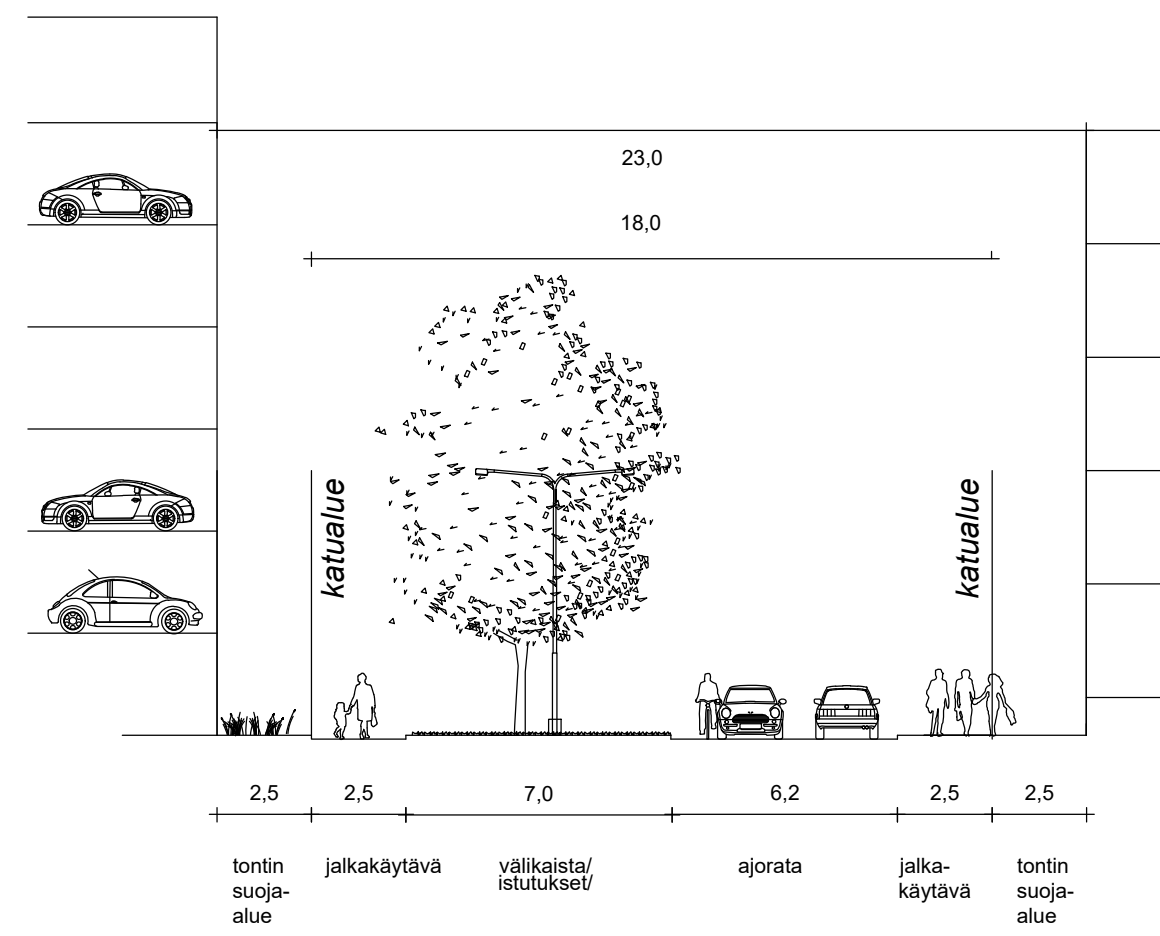 23,0
18,0
katualue
katualue
2,5
2,5
7,0
6,2
2,5
2,5
tontin
suoja-
alue
jalkakäytävä
välikaista/
istutukset/
ajorata
jalka-
käytävä
tontin
suoja-
alue